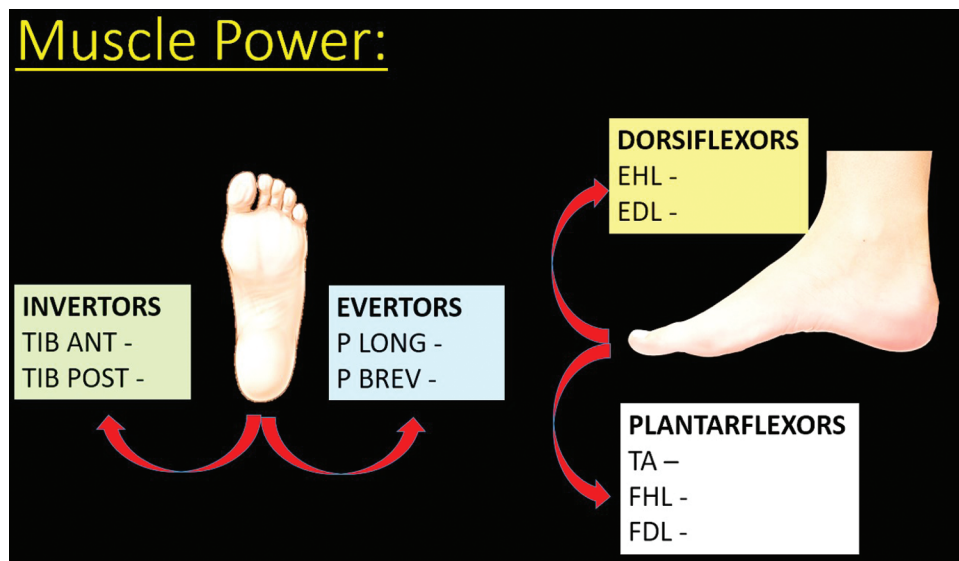 Muscle Power:
INVERTORS
TIB ANT -
TIB POST -
EVERTORS
P LONG -
P BREV -
DORSIFLEXORS
EHL -
EDL -
PLANTARFLEXORS
TA –
FHL -
FDL -